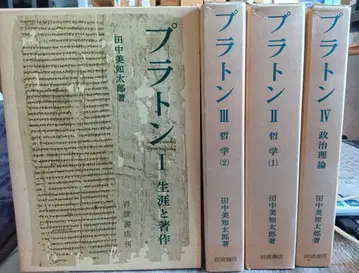 プラトン I 生涯と著作
田中美知太郎著
岩波書店刊
プラトン III 哲学(2)
田中美知太郎著
岩波書店
プラトン II 哲学(1)
田中美知太郎著
岩波書店
プラトン IV 政治理論
田中美知太郎著
岩波書店